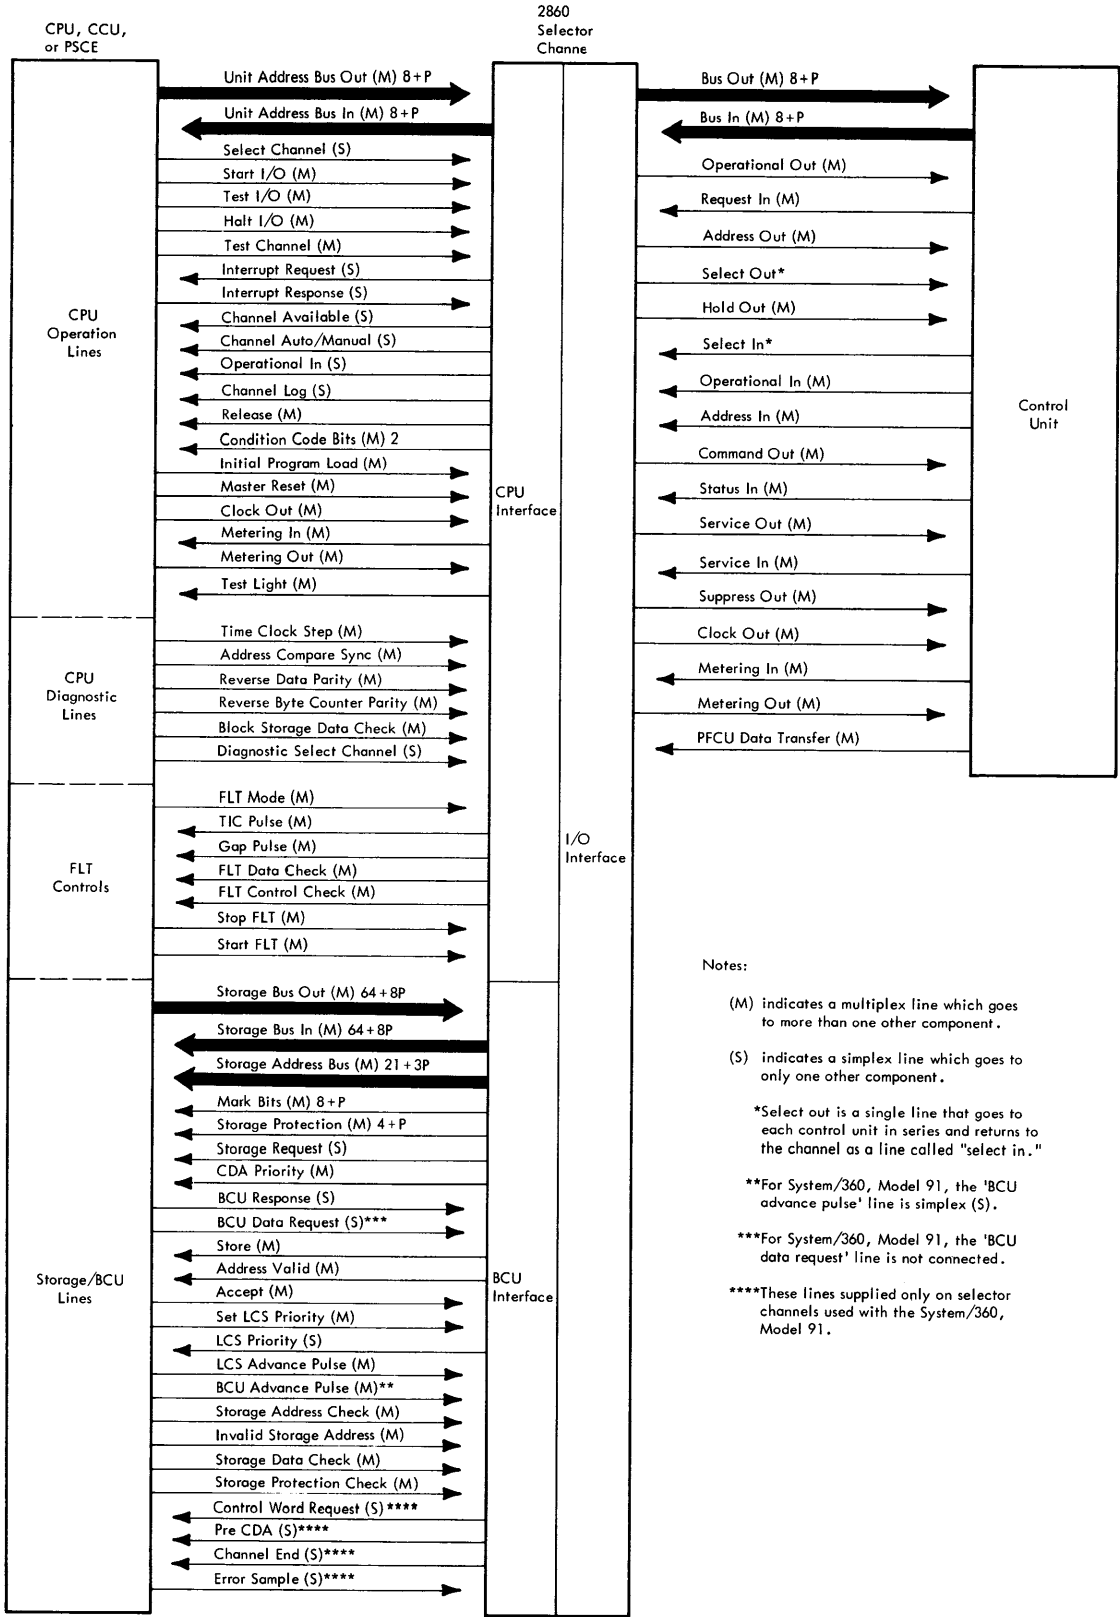 CPU, CCU,
or PSCE
2860
Selector
Channe
Unit Address Bus Out (M) 8+P
Unit Address Bus In (M) 8+P
Select Channel (S)
Start I/O (M)
Test I/O (M)
Halt I/O (M)
Test Channel (M)
Interrupt Request (S)
Interrupt Response (S)
Channel Available (S)
Channel Auto/Manual (S)
Operational In (S)
Channel Log (S)
Release (M)
Condition Code Bits (M) 2
Initial Program Load (M)
Master Reset (M)
Clock Out (M)
Metering In (M)
Metering Out (M)
Test Light (M)
CPU
Operation
Lines
CPU
Interface
Time Clock Step (M)
Address Compare Sync (M)
Reverse Data Parity (M)
Reverse Byte Counter Parity (M)
Block Storage Data Check (M)
Diagnostic Select Channel (S)
CPU
Diagnostic
Lines
FLT Mode (M)
TIC Pulse (M)
Gap Pulse (M)
FLT Data Check (M)
FLT Control Check (M)
Stop FLT (M)
Start FLT (M)
FLT
Controls
I/O
Interface
Storage Bus Out (M) 64+8P
Storage Bus In (M) 64+8P
Storage Address Bus (M) 21+3P
Mark Bits (M) 8+P
Storage Protection (M) 4+P
Storage Request (S)
CDA Priority (M)
BCU Response (S)
BCU Data Request (S)***
Store (M)
Address Valid (M)
Accept (M)
Set LCS Priority (M)
LCS Priority (S)
LCS Advance Pulse (M)
BCU Advance Pulse (M)**
Storage Address Check (M)
Invalid Storage Address (M)
Storage Data Check (M)
Storage Protection Check (M)
Control Word Request (S)****
Pre CDA (S)****
Channel End (S)****
Error Sample (S)****
Storage/BCU
Lines
BCU
Interface
Bus Out (M) 8+P
Bus In (M) 8+P
Operational Out (M)
Request In (M)
Address Out (M)
Select Out*
Hold Out (M)
Select In*
Operational In (M)
Address In (M)
Command Out (M)
Status In (M)
Service Out (M)
Service In (M)
Suppress Out (M)
Clock Out (M)
Metering In (M)
Metering Out (M)
PFCU Data Transfer (M)
Control
Unit
Notes:
(M) indicates a multiplex line which goes
to more than one other component.
(S) indicates a simplex line which goes to
only one other component.
*Select out is a single line that goes to
each control unit in series and returns to
the channel as a line called "select in."
**For System/360, Model 91, the 'BCU
advance pulse' line is simplex (S).
***For System/360, Model 91, the 'BCU
data request' line is not connected.
****These lines supplied only on selector
channels used with the System/360,
Model 91.